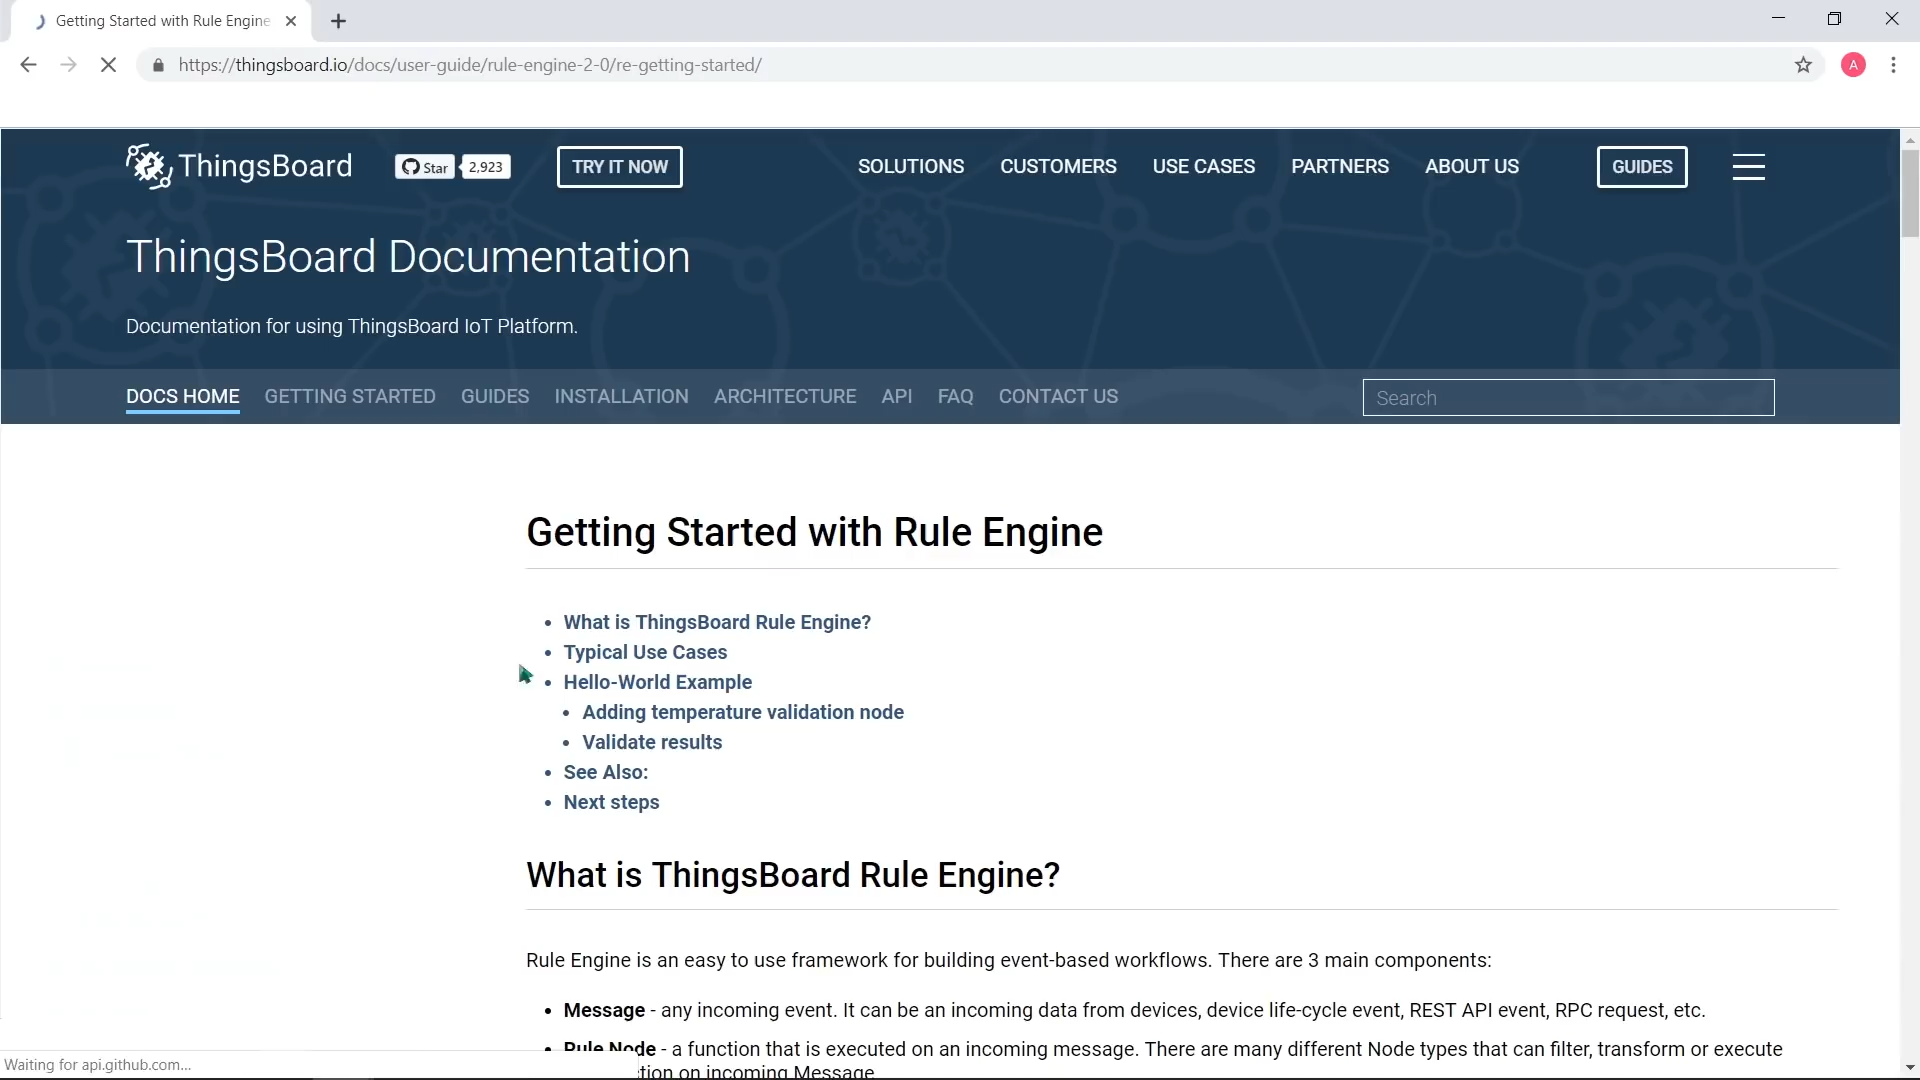 Getting Started with Rule Engine
https://thingsboard.io/docs/user-guide/rule-engine-2-0/re-getting-started/
A
ThingsBoard
Star 2,923
TRY IT NOW
SOLUTIONS CUSTOMERS USE CASES PARTNERS ABOUT US
GUIDES
ThingsBoard Documentation
Documentation for using ThingsBoard IoT Platform.
DOCS HOME GETTING STARTED GUIDES INSTALLATION ARCHITECTURE API FAQ CONTACT US
Search
Getting Started with Rule Engine
• What is ThingsBoard Rule Engine?
• Typical Use Cases
• Hello-World Example
• Adding temperature validation node
• Validate results
• See Also:
• Next steps
What is ThingsBoard Rule Engine?
Rule Engine is an easy to use framework for building event-based workflows. There are 3 main components:
• Message - any incoming event. It can be an incoming data from devices, device life-cycle event, REST API event, RPC request, etc.
• Rule Node - a function that is executed on an incoming message. There are many different Node types that can filter, transform or execute
on incoming Message.
Waiting for api.github.com...